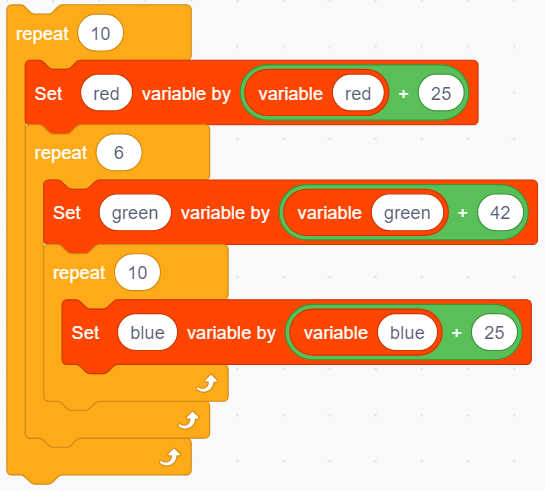 repeat 10
Set red variable by variable red + 25
repeat 6
Set green variable by variable green + 42
repeat 10
Set blue variable by variable blue + 25